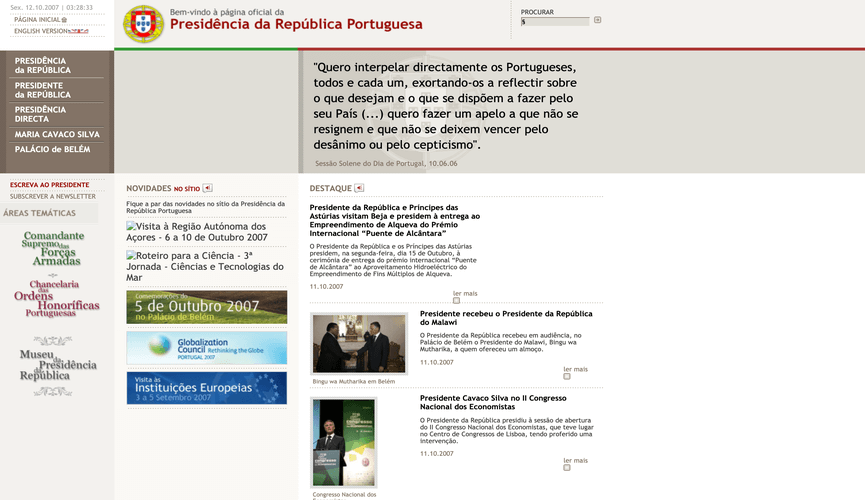 Sex. 12.10.2007 | 03:28:33
PÁGINA INICIAL
ENGLISH VERSION
Bem-vindo à página oficial da
Presidência da República Portuguesa
PROCURAR
s
PRESIDÊNCIA
da REPÚBLICA
PRESIDENTE
da REPÚBLICA
PRESIDÊNCIA
DIRECTA
MARIA CAVACO SILVA
PALÁCIO de BELÉM
"Quero interpelar directamente os Portugueses,
todos e cada um, exortando-os a reflectir sobre
o que desejam e o que se dispõem a fazer pelo
seu País (...) quero fazer um apelo a que não se
resignem e que não se deixem vencer pelo
desânimo ou pelo cepticismo".
Sessão Solene do Dia de Portugal, 10.06.06
ESCREVA AO PRESIDENTE
SUBSCREVER A NEWSLETTER
ÁREAS TEMÁTICAS
Comandante
Supremo das
Forças
Armadas
Chancelaria
das
Ordens
Honoríficas
Portuguesas
Museu
da
Presidência
da
República
NOVIDADES NO SÍTIO
Fique a par das novidades no sítio da Presidência da
República Portuguesa
Visita à Região Autónoma dos
Açores - 6 a 10 de Outubro 2007
Roteiro para a Ciência - 3ª
Jornada - Ciências e Tecnologias do
Mar
Comemorações do
5 de Outubro 2007
no Palácio de Belém
Globalization
Council Rethinking the Globe
PORTUGAL 2007
Visita às
Instituições Europeias
3 a 5 Setembro 2007
DESTAQUE
Presidente da República e Príncipes das
Astúrias visitam Beja e presidem à entrega ao
Empreendimento de Alqueva do Prémio
Internacional “Puente de Alcântara”
O Presidente da República e os Príncipes das Astúrias
presidem, na segunda-feira, dia 15 de Outubro, à
cerimónia de entrega do prémio internacional “Puente
de Alcântara” ao Aproveitamento Hidroeléctrico do
Empreendimento de Fins Múltiplos de Alqueva.
11.10.2007
ler mais
Presidente recebeu o Presidente da República
do Malawi
O Presidente da República recebeu em audiência, no
Palácio de Belém o Presidente do Malawi, Bingu wa
Mutharika, a quem ofereceu um almoço.
11.10.2007
ler mais
Bingu wa Mutharika em Belém
Presidente Cavaco Silva no II Congresso
Nacional dos Economistas
O Presidente da República presidiu à sessão de abertura
do II Congresso Nacional dos Economistas, que teve lugar
no Centro de Congressos de Lisboa, tendo proferido uma
intervenção.
11.10.2007
ler mais
Congresso Nacional dos